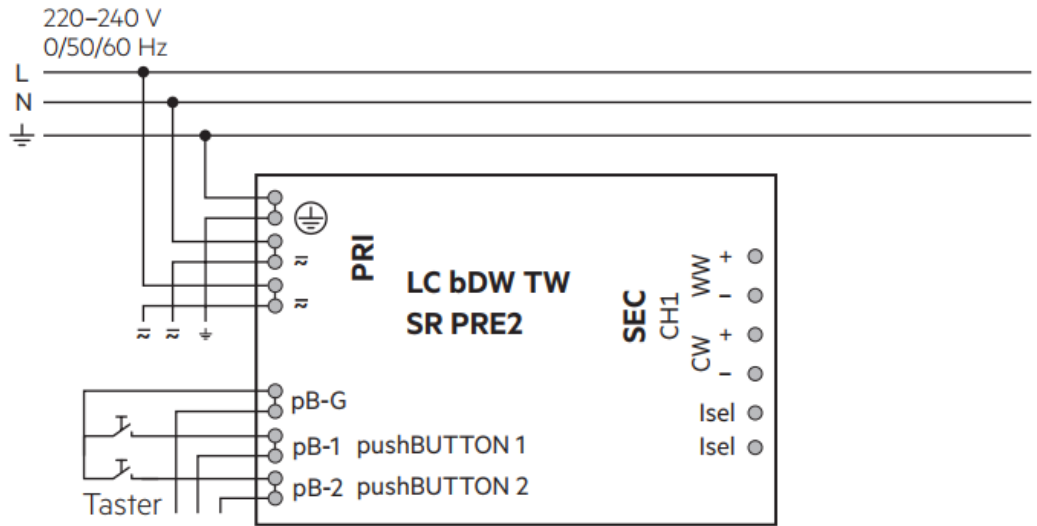 220–240 V
0/50/60 Hz
L
N
PRI
LC bDW TW
SR PRE2
SEC
CH1
WW
+
–
CW
+
–
Isel
Isel
≂
≂
≂
≂
pB-G
pB-1 pushBUTTON 1
pB-2 pushBUTTON 2
Taster